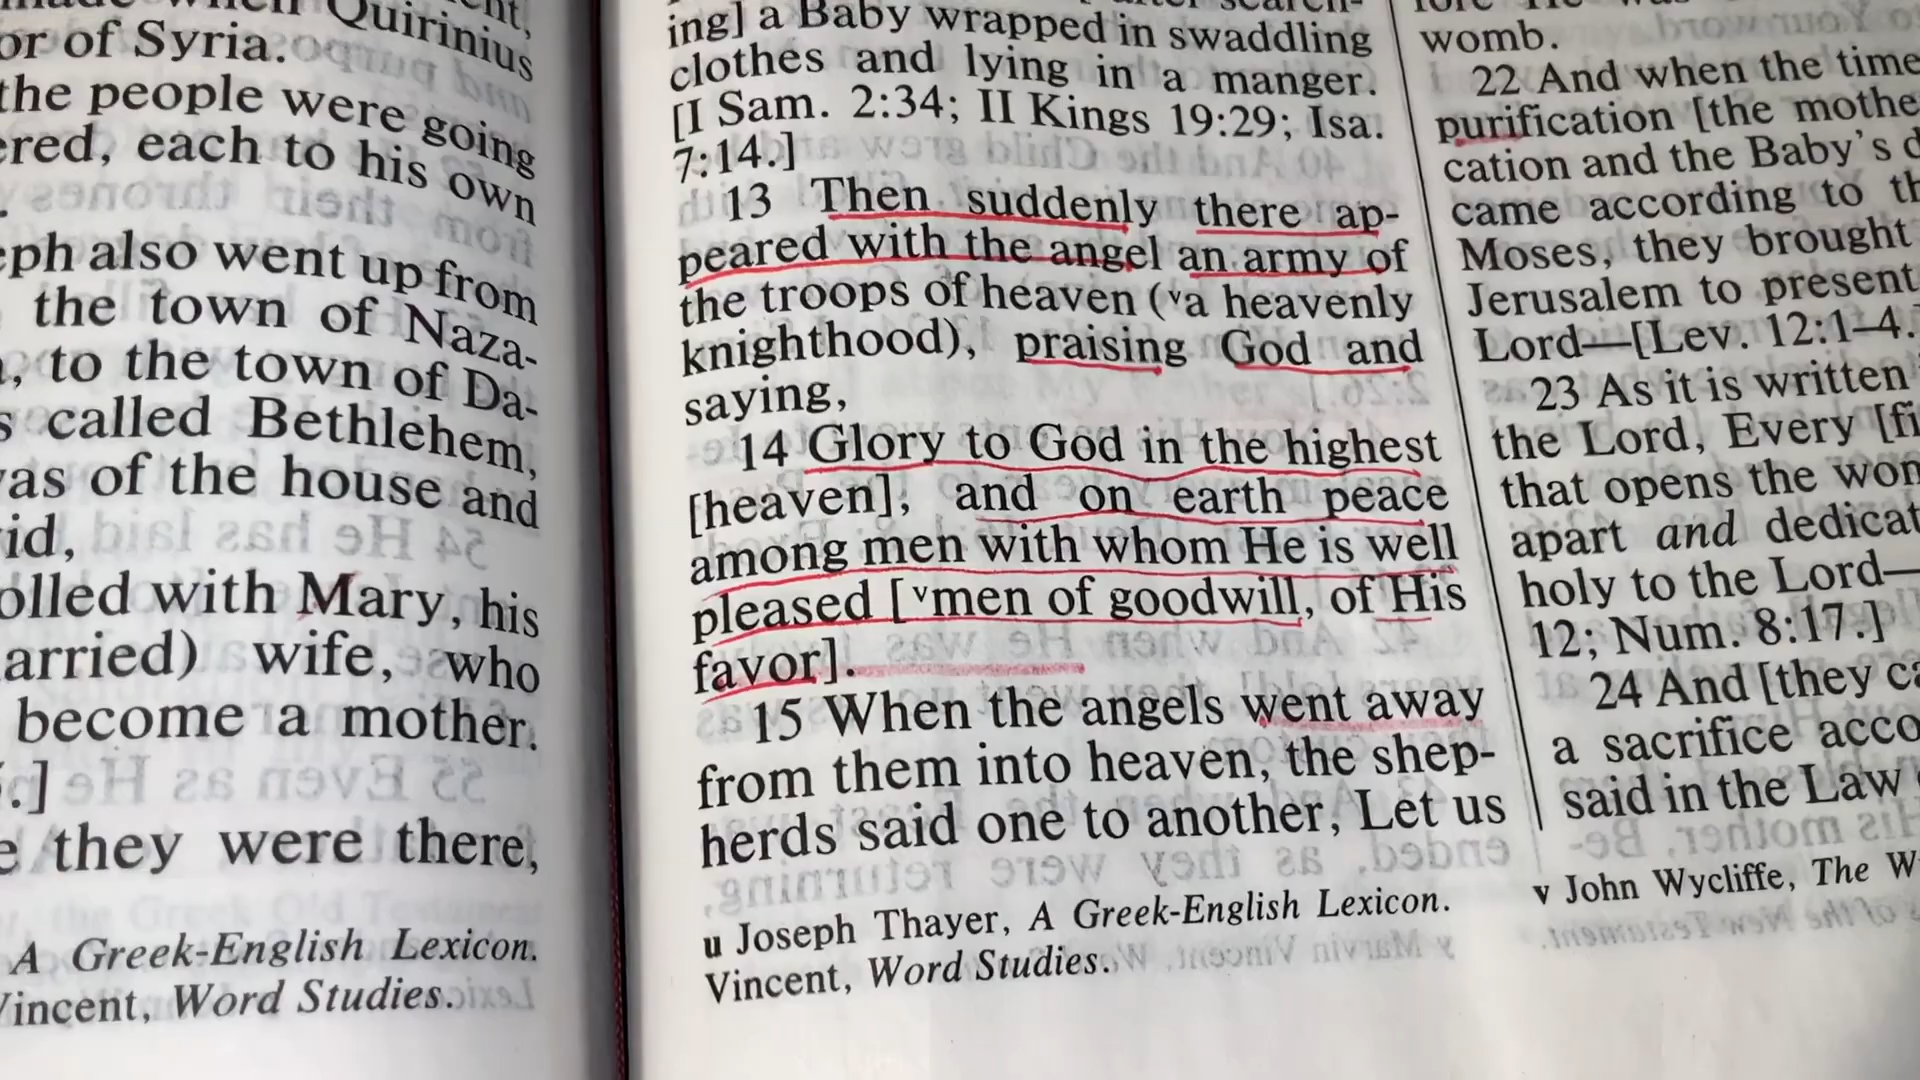 Quirinius
or of Syria.
the people were going
ered, each to his own
eph also went up from
the town of Naza-
, to the town of Da-
s called Bethlehem,
was of the house and
id,
olled with Mary, his
arried) wife, who
become a mother.
.]
e they were there,
A Greek-English Lexicon.
Vincent, Word Studies.
ing] a Baby wrapped in swaddling
clothes and lying in a manger.
[I Sam. 2:34; II Kings 19:29; Isa.
7:14.]
13 Then suddenly there ap-
peared with the angel an army of
the troops of heaven (ᵛa heavenly
knighthood), praising God and
saying,
14 Glory to God in the highest
[heaven], and on earth peace
among men with whom He is well
pleased [ᵛmen of goodwill, of His
favor].
15 When the angels went away
from them into heaven, the shep-
herds said one to another, Let us
u Joseph Thayer, A Greek-English Lexicon.
Vincent, Word Studies.
womb.
22 And when the time
purification [the mothe
cation and the Baby's d
came according to th
Moses, they brought
Jerusalem to present
Lord—[Lev. 12:1–4.
23 As it is written
the Lord, Every [fi
that opens the wom
apart and dedicat
holy to the Lord—
12; Num. 8:17.]
24 And [they ca
a sacrifice acco
said in the Law
v John Wycliffe, The W